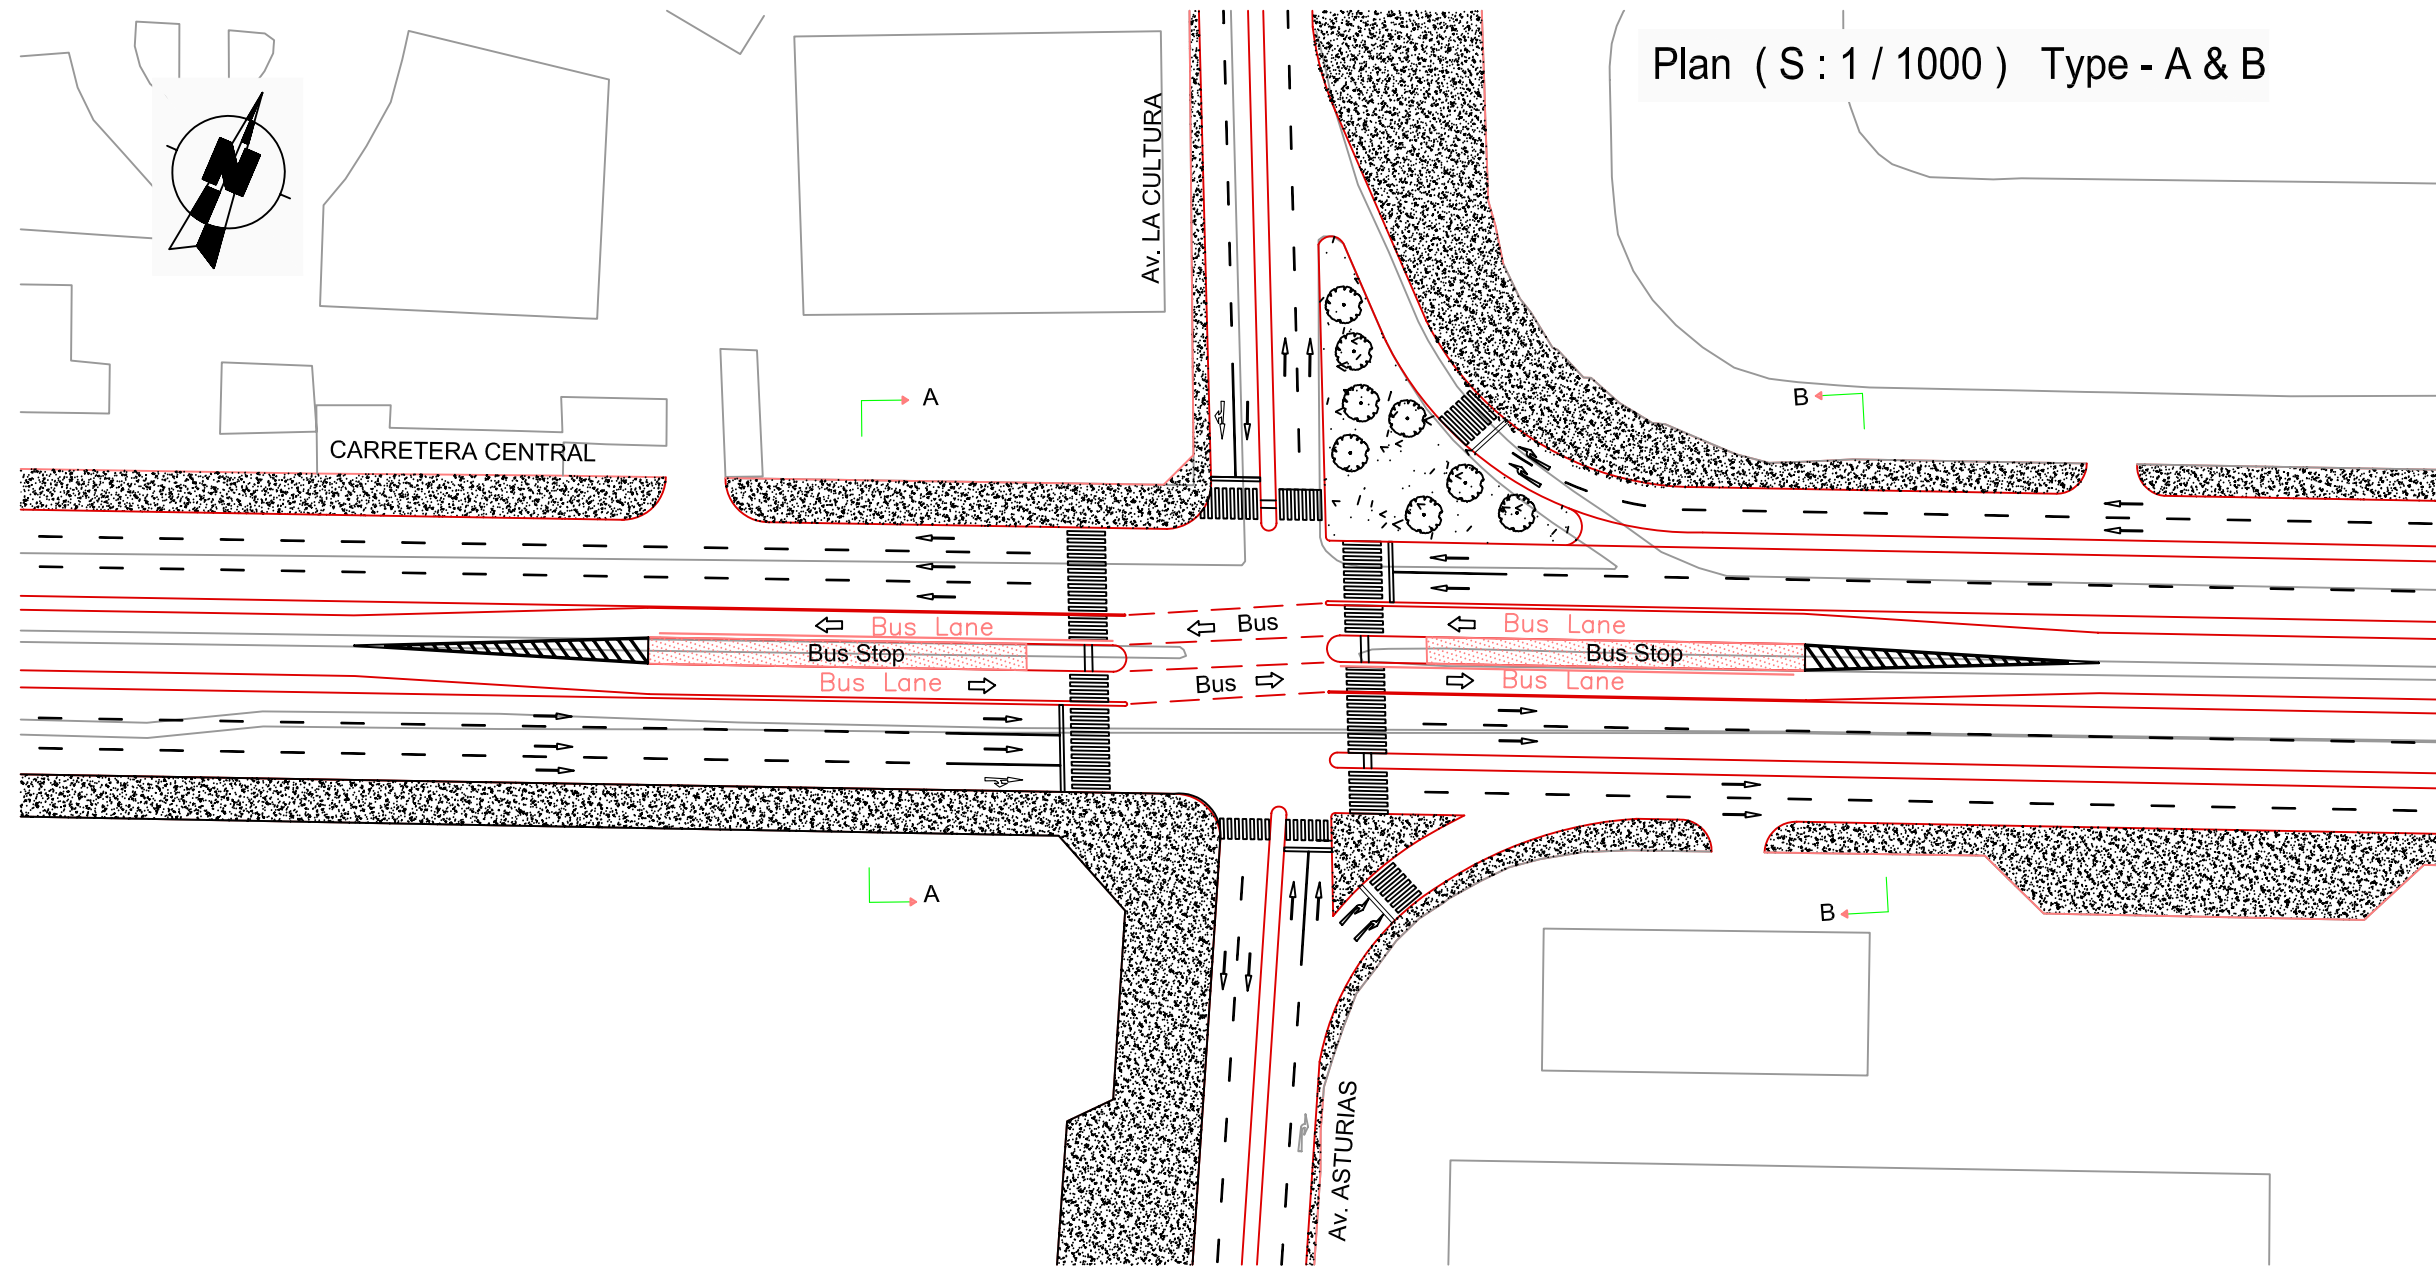 Plan ( S : 1 / 1000 ) Type - A & B
N
Av. LA CULTURA
A
B
CARRETERA CENTRAL
Bus Lane
Bus
Bus Lane
Bus Stop
Bus Stop
Bus Lane
Bus
Bus Lane
A
B
Av. ASTURIAS